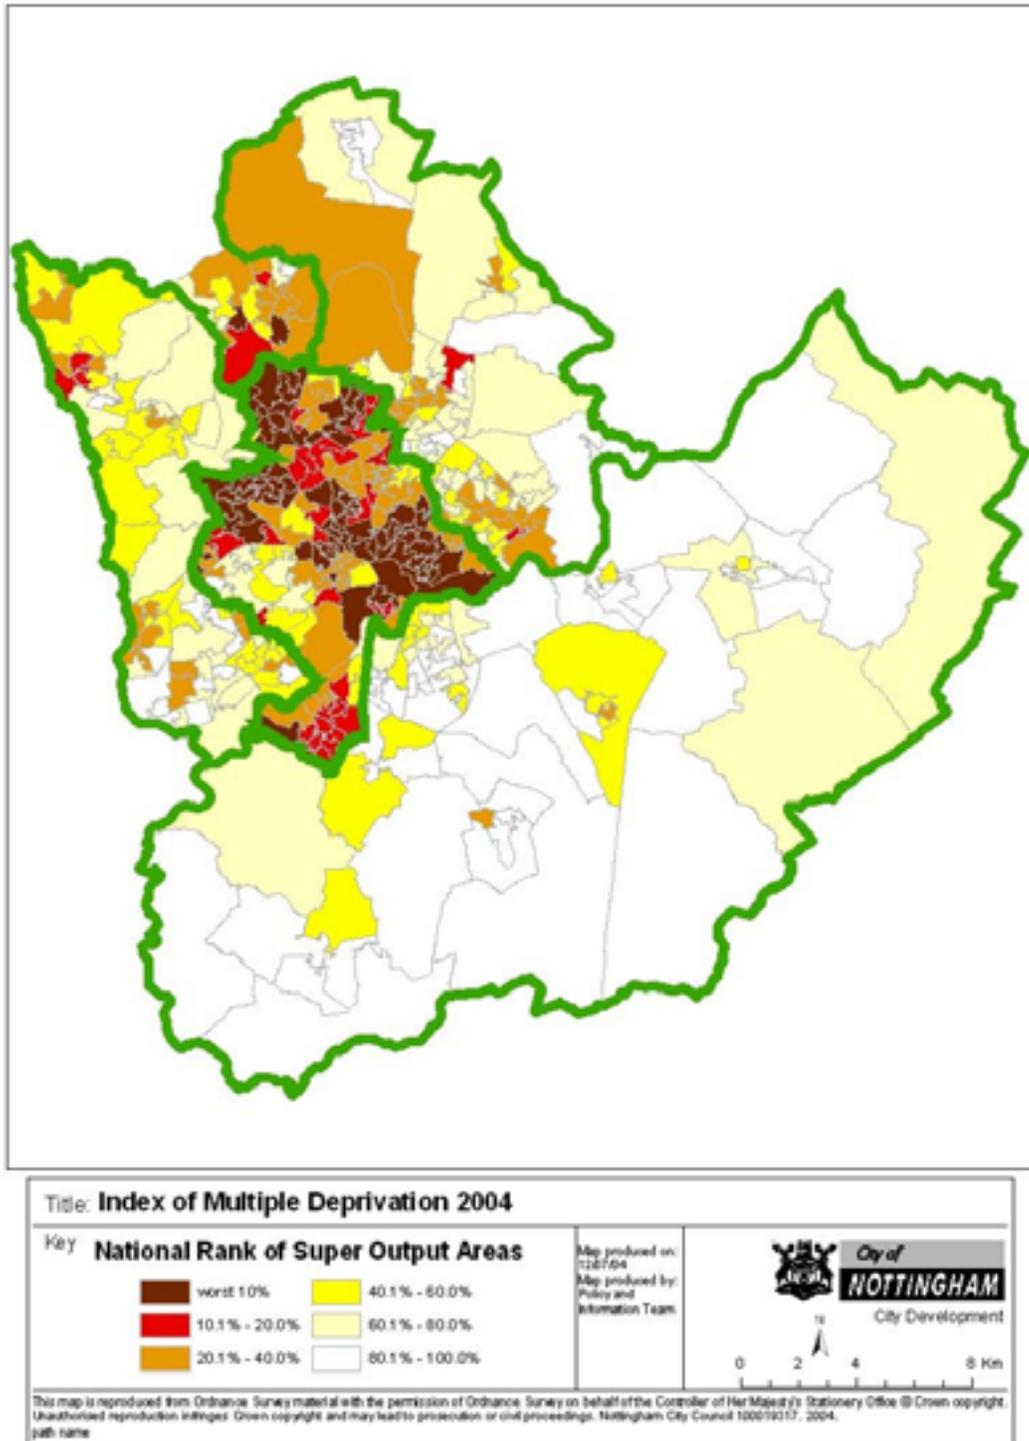 Title: Index of Multiple Deprivation 2004
Key National Rank of Super Output Areas
worst 10%
10.1% - 20.0%
20.1% - 40.0%
40.1% - 60.0%
60.1% - 80.0%
80.1% - 100.0%
Map produced on:
12/07/04
Map produced by:
Policy and
Information Team
City of
NOTTINGHAM
City Development
N
0 2 4 8 Km
This map is reproduced from Ordnance Survey material with the permission of Ordnance Survey on behalf of the Controller of Her Majesty's Stationery Office © Crown copyright.
Unauthorised reproduction infringes Crown copyright and may lead to prosecution or civil proceedings. Nottingham City Council 100019317, 2004.
path name